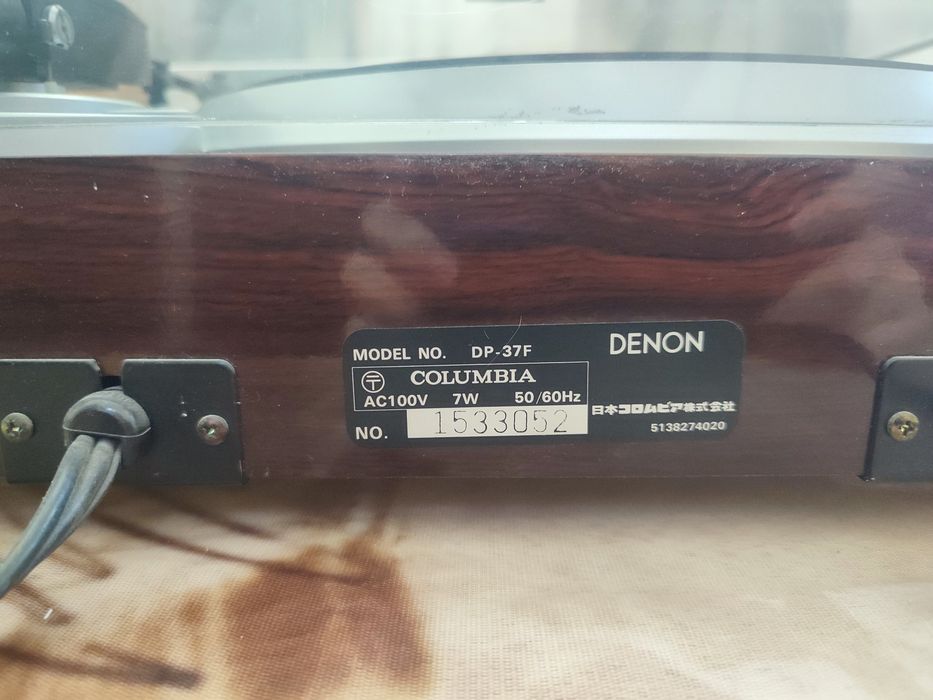 MODEL NO. DP-37F
DENON
〒 COLUMBIA
AC100V 7W 50/60Hz
日本コロムビア株式会社
NO. 1533052
5138274020